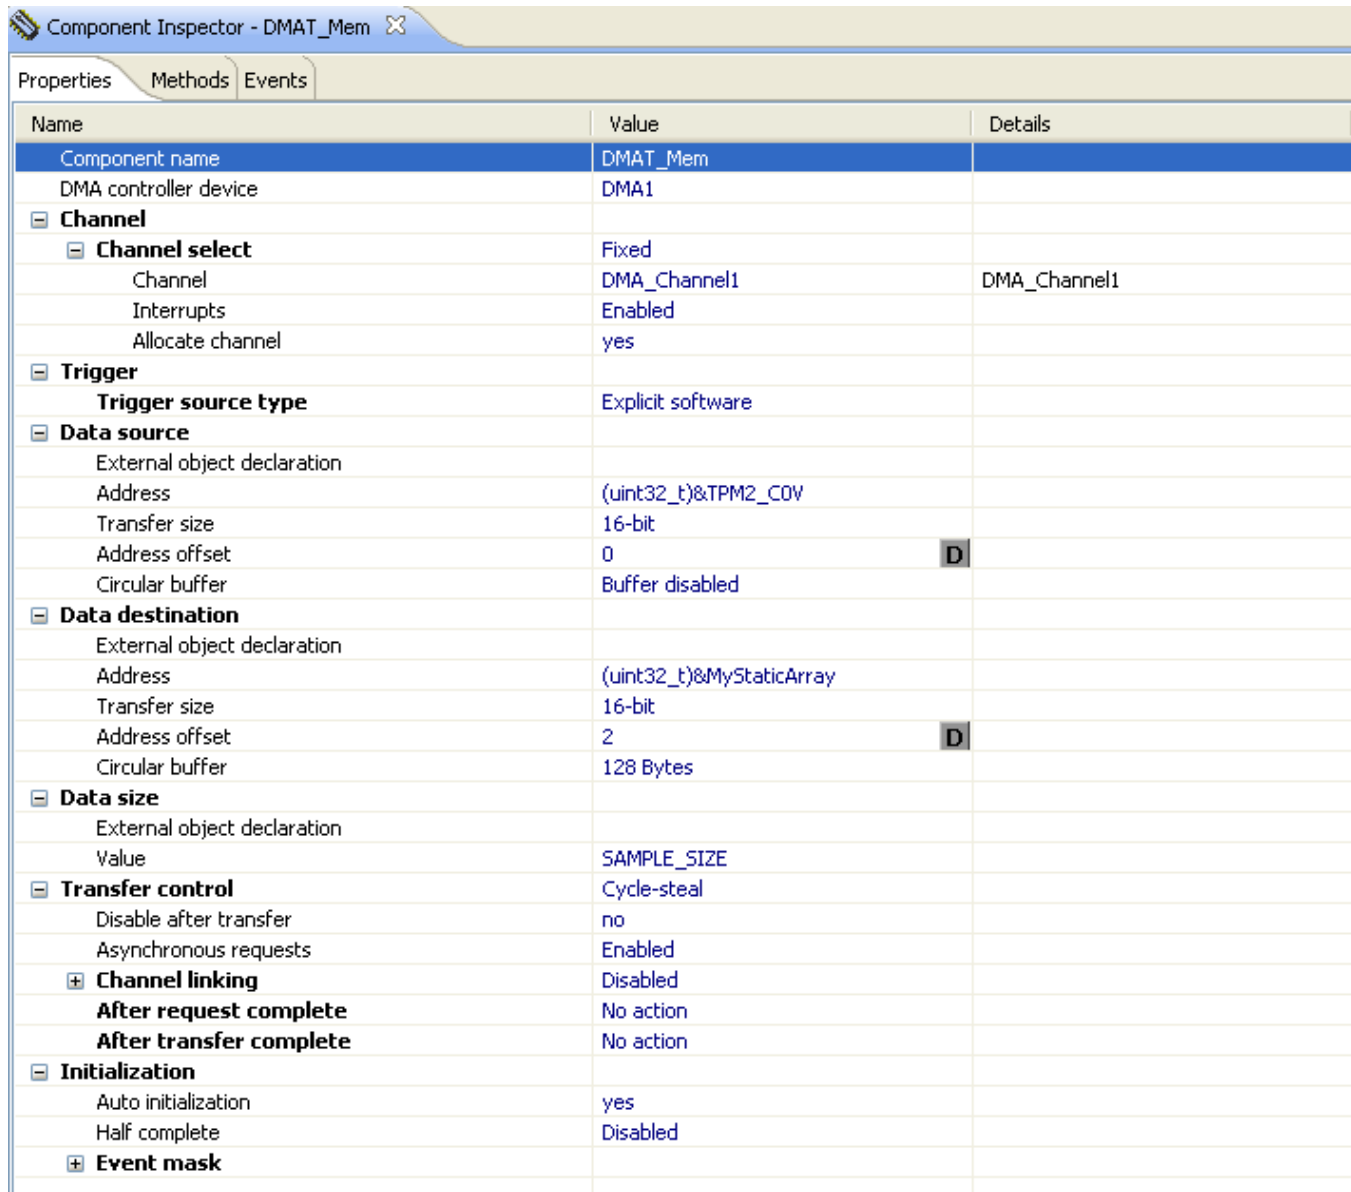 Component Inspector - DMAT_Mem
Properties Methods Events
Name Value Details
Component name DMAT_Mem
DMA controller device DMA1
Channel
Channel select Fixed
Channel DMA_Channel1 DMA_Channel1
Interrupts Enabled
Allocate channel yes
Trigger
Trigger source type Explicit software
Data source
External object declaration
Address (uint32_t)&TPM2_C0V
Transfer size 16-bit
Address offset 0 D
Circular buffer Buffer disabled
Data destination
External object declaration
Address (uint32_t)&MyStaticArray
Transfer size 16-bit
Address offset 2 D
Circular buffer 128 Bytes
Data size
External object declaration
Value SAMPLE_SIZE
Transfer control Cycle-steal
Disable after transfer no
Asynchronous requests Enabled
Channel linking Disabled
After request complete No action
After transfer complete No action
Initialization
Auto initialization yes
Half complete Disabled
Event mask